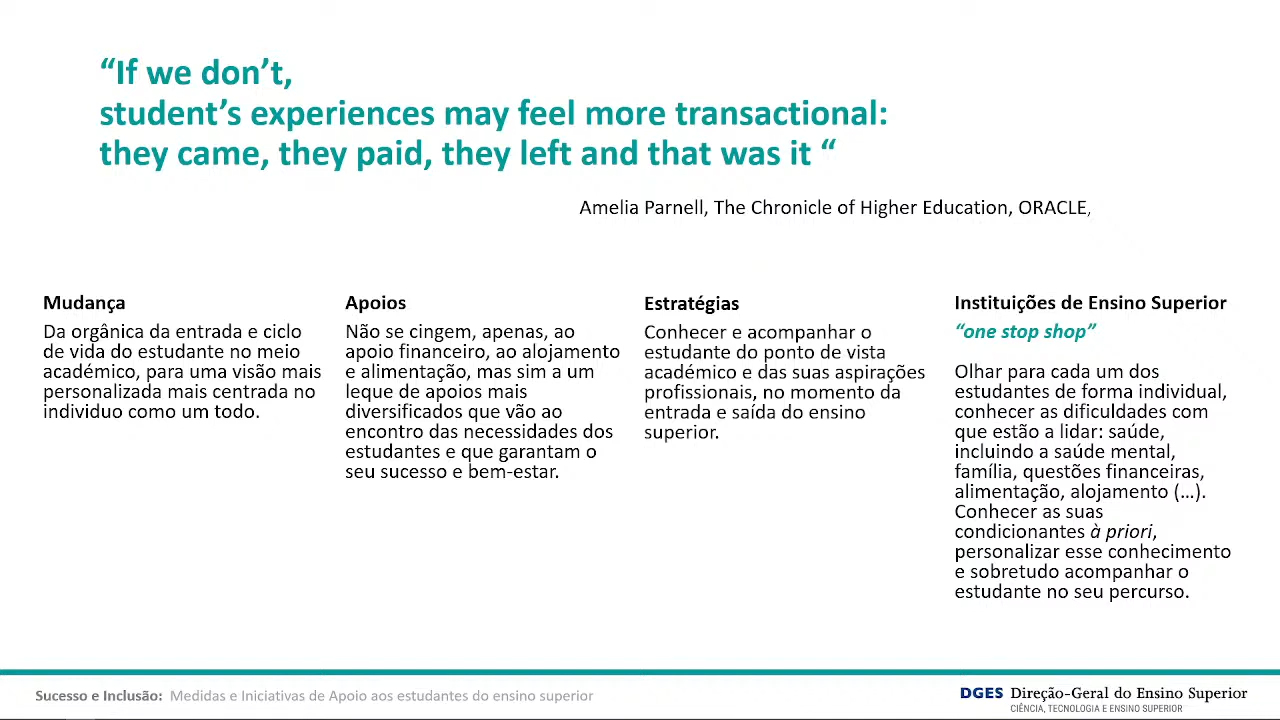 “If we don’t,
student’s experiences may feel more transactional:
they came, they paid, they left and that was it “
Amelia Parnell, The Chronicle of Higher Education, ORACLE,
Mudança
Da orgânica da entrada e ciclo
de vida do estudante no meio
académico, para uma visão mais
personalizada mais centrada no
individuo como um todo.
Apoios
Não se cingem, apenas, ao
apoio financeiro, ao alojamento
e alimentação, mas sim a um
leque de apoios mais
diversificados que vão ao
encontro das necessidades dos
estudantes e que garantam o
seu sucesso e bem-estar.
Estratégias
Conhecer e acompanhar o
estudante do ponto de vista
académico e das suas aspirações
profissionais, no momento da
entrada e saída do ensino
superior.
Instituições de Ensino Superior
“one stop shop”
Olhar para cada um dos
estudantes de forma individual,
conhecer as dificuldades com
que estão a lidar: saúde,
incluindo a saúde mental,
família, questões financeiras,
alimentação, alojamento (…).
Conhecer as suas
condicionantes à priori,
personalizar esse conhecimento
e sobretudo acompanhar o
estudante no seu percurso.
Sucesso e Inclusão: Medidas e Iniciativas de Apoio aos estudantes do ensino superior
DGES Direção-Geral do Ensino Superior
CIÊNCIA, TECNOLOGIA E ENSINO SUPERIOR